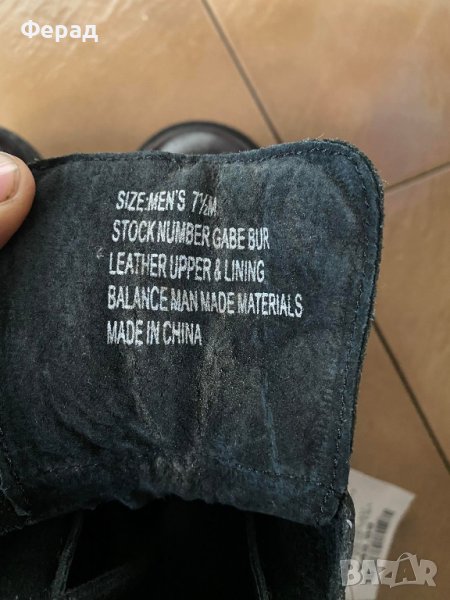 Ферад
SIZE:MEN'S 7½M
STOCK NUMBER GABE BUR
LEATHER UPPER & LINING
BALANCE MAN MADE MATERIALS
MADE IN CHINA
BAZAR